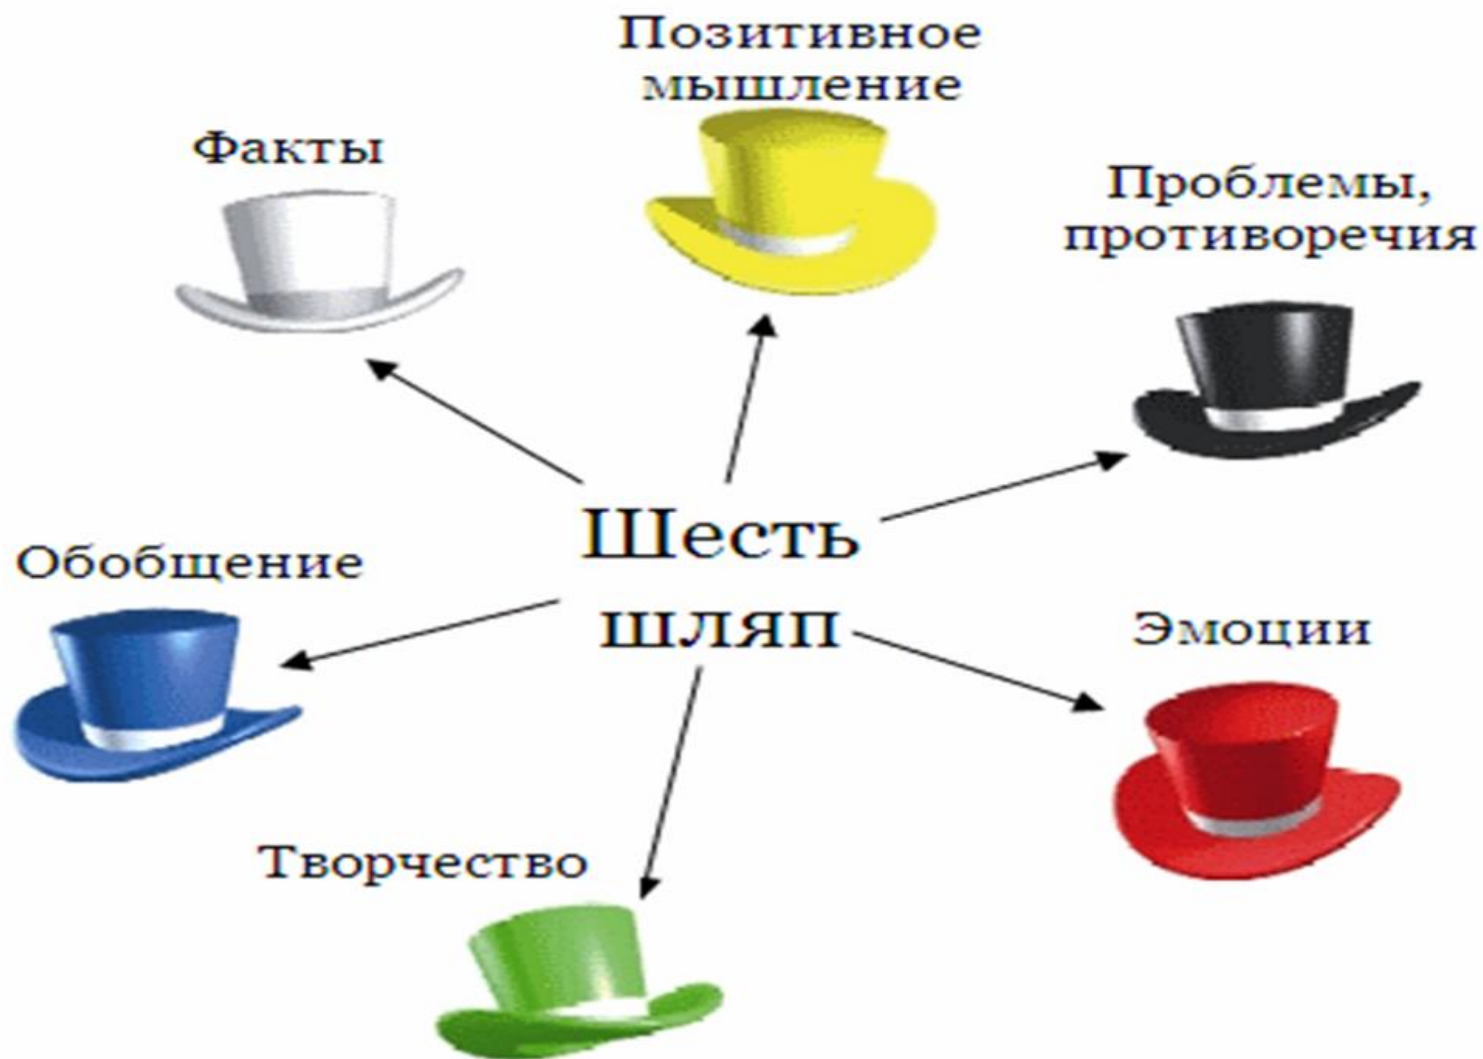 Позитивное
мышление
Факты
Проблемы,
противоречия
Шесть
шляп
Обобщение
Эмоции
Творчество